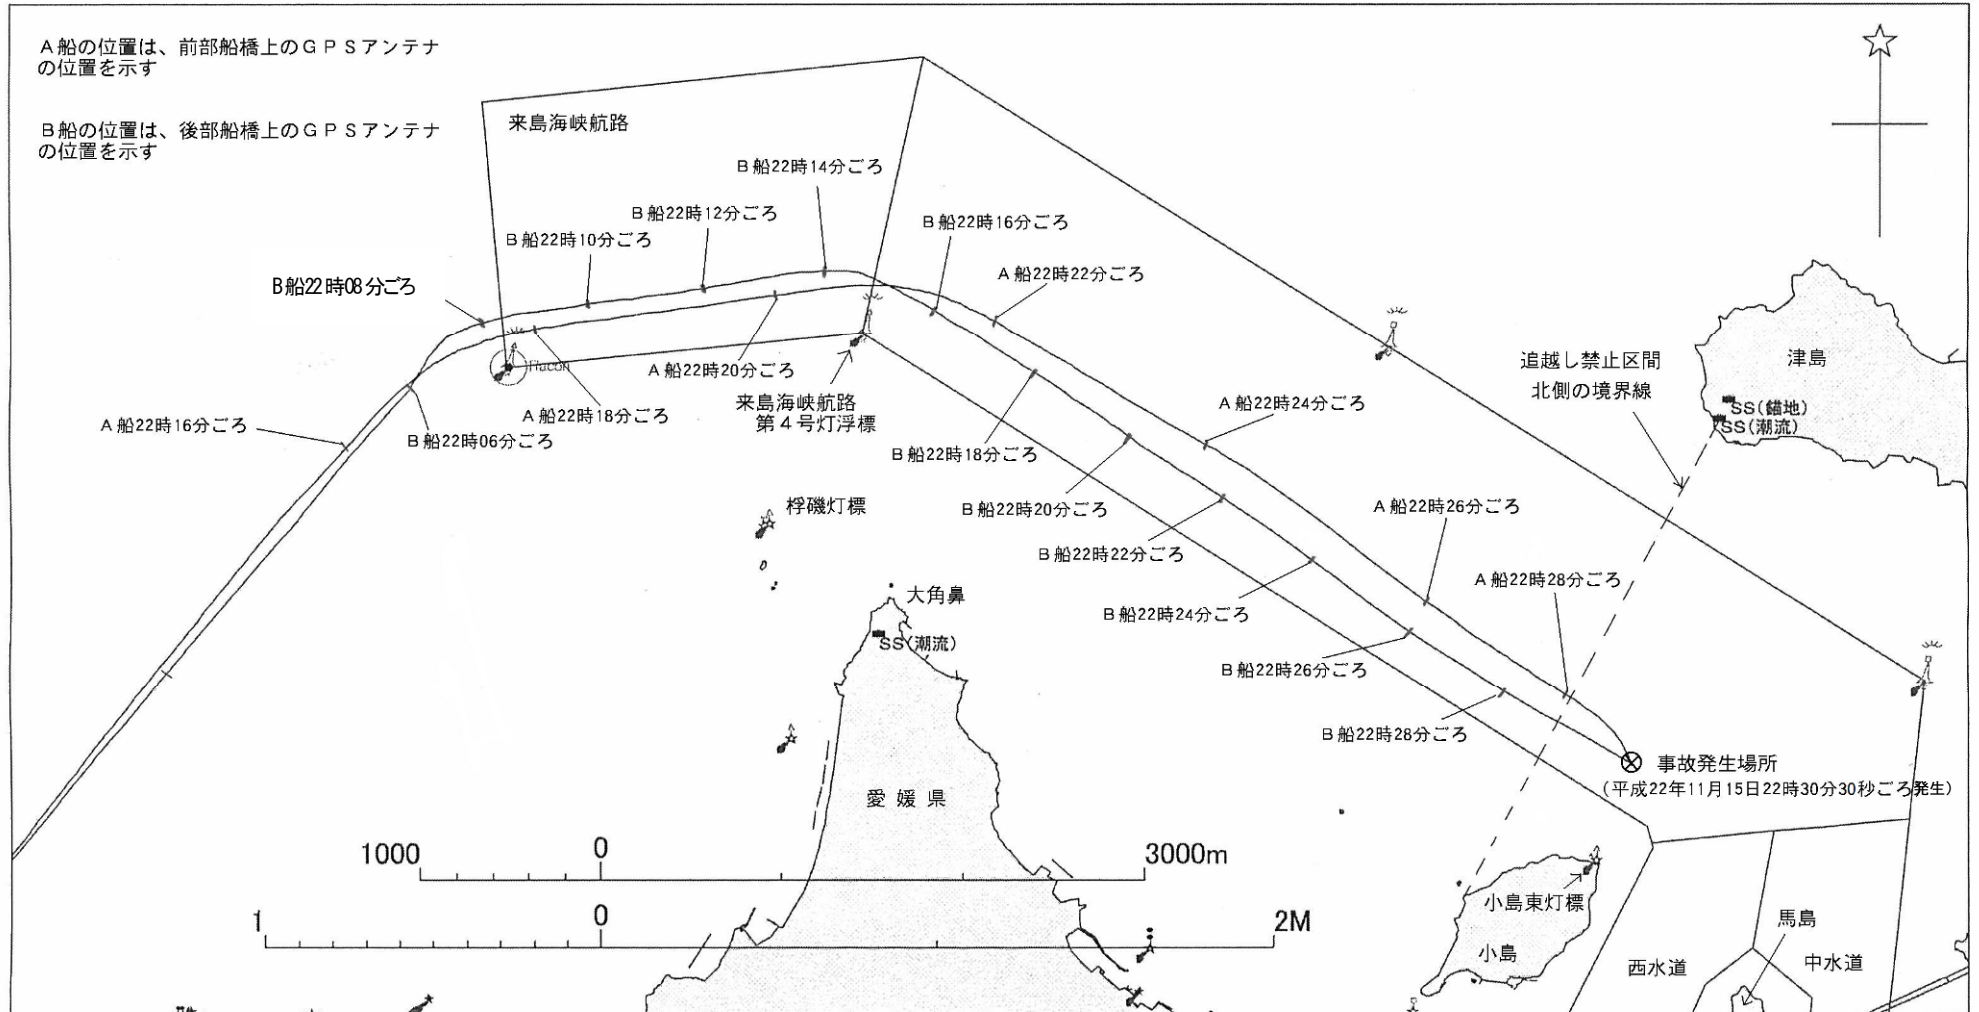 A船の位置は、前部船橋上のGPSアンテナ
の位置を示す
B船の位置は、後部船橋上のGPSアンテナ
の位置を示す
来島海峡航路
B船22時14分ごろ
B船22時12分ごろ
B船22時10分ごろ
B船22時16分ごろ
A船22時22分ごろ
B船22時08分ごろ
Racon
A船22時20分ごろ
A船22時18分ごろ
来島海峡航路
第4号灯浮標
A船22時16分ごろ
B船22時06分ごろ
追越し禁止区間
北側の境界線
津島
SS(錨地)
SS(潮流)
A船22時24分ごろ
B船22時18分ごろ
B船22時20分ごろ
A船22時26分ごろ
桴磯灯標
B船22時22分ごろ
A船22時28分ごろ
大角鼻
SS(潮流)
B船22時24分ごろ
B船22時26分ごろ
B船22時28分ごろ
事故発生場所
(平成22年11月15日22時30分30秒ごろ発生)
愛媛県
1000 0 3000m
1 0 2M
小島東灯標
小島
馬島
西水道
中水道